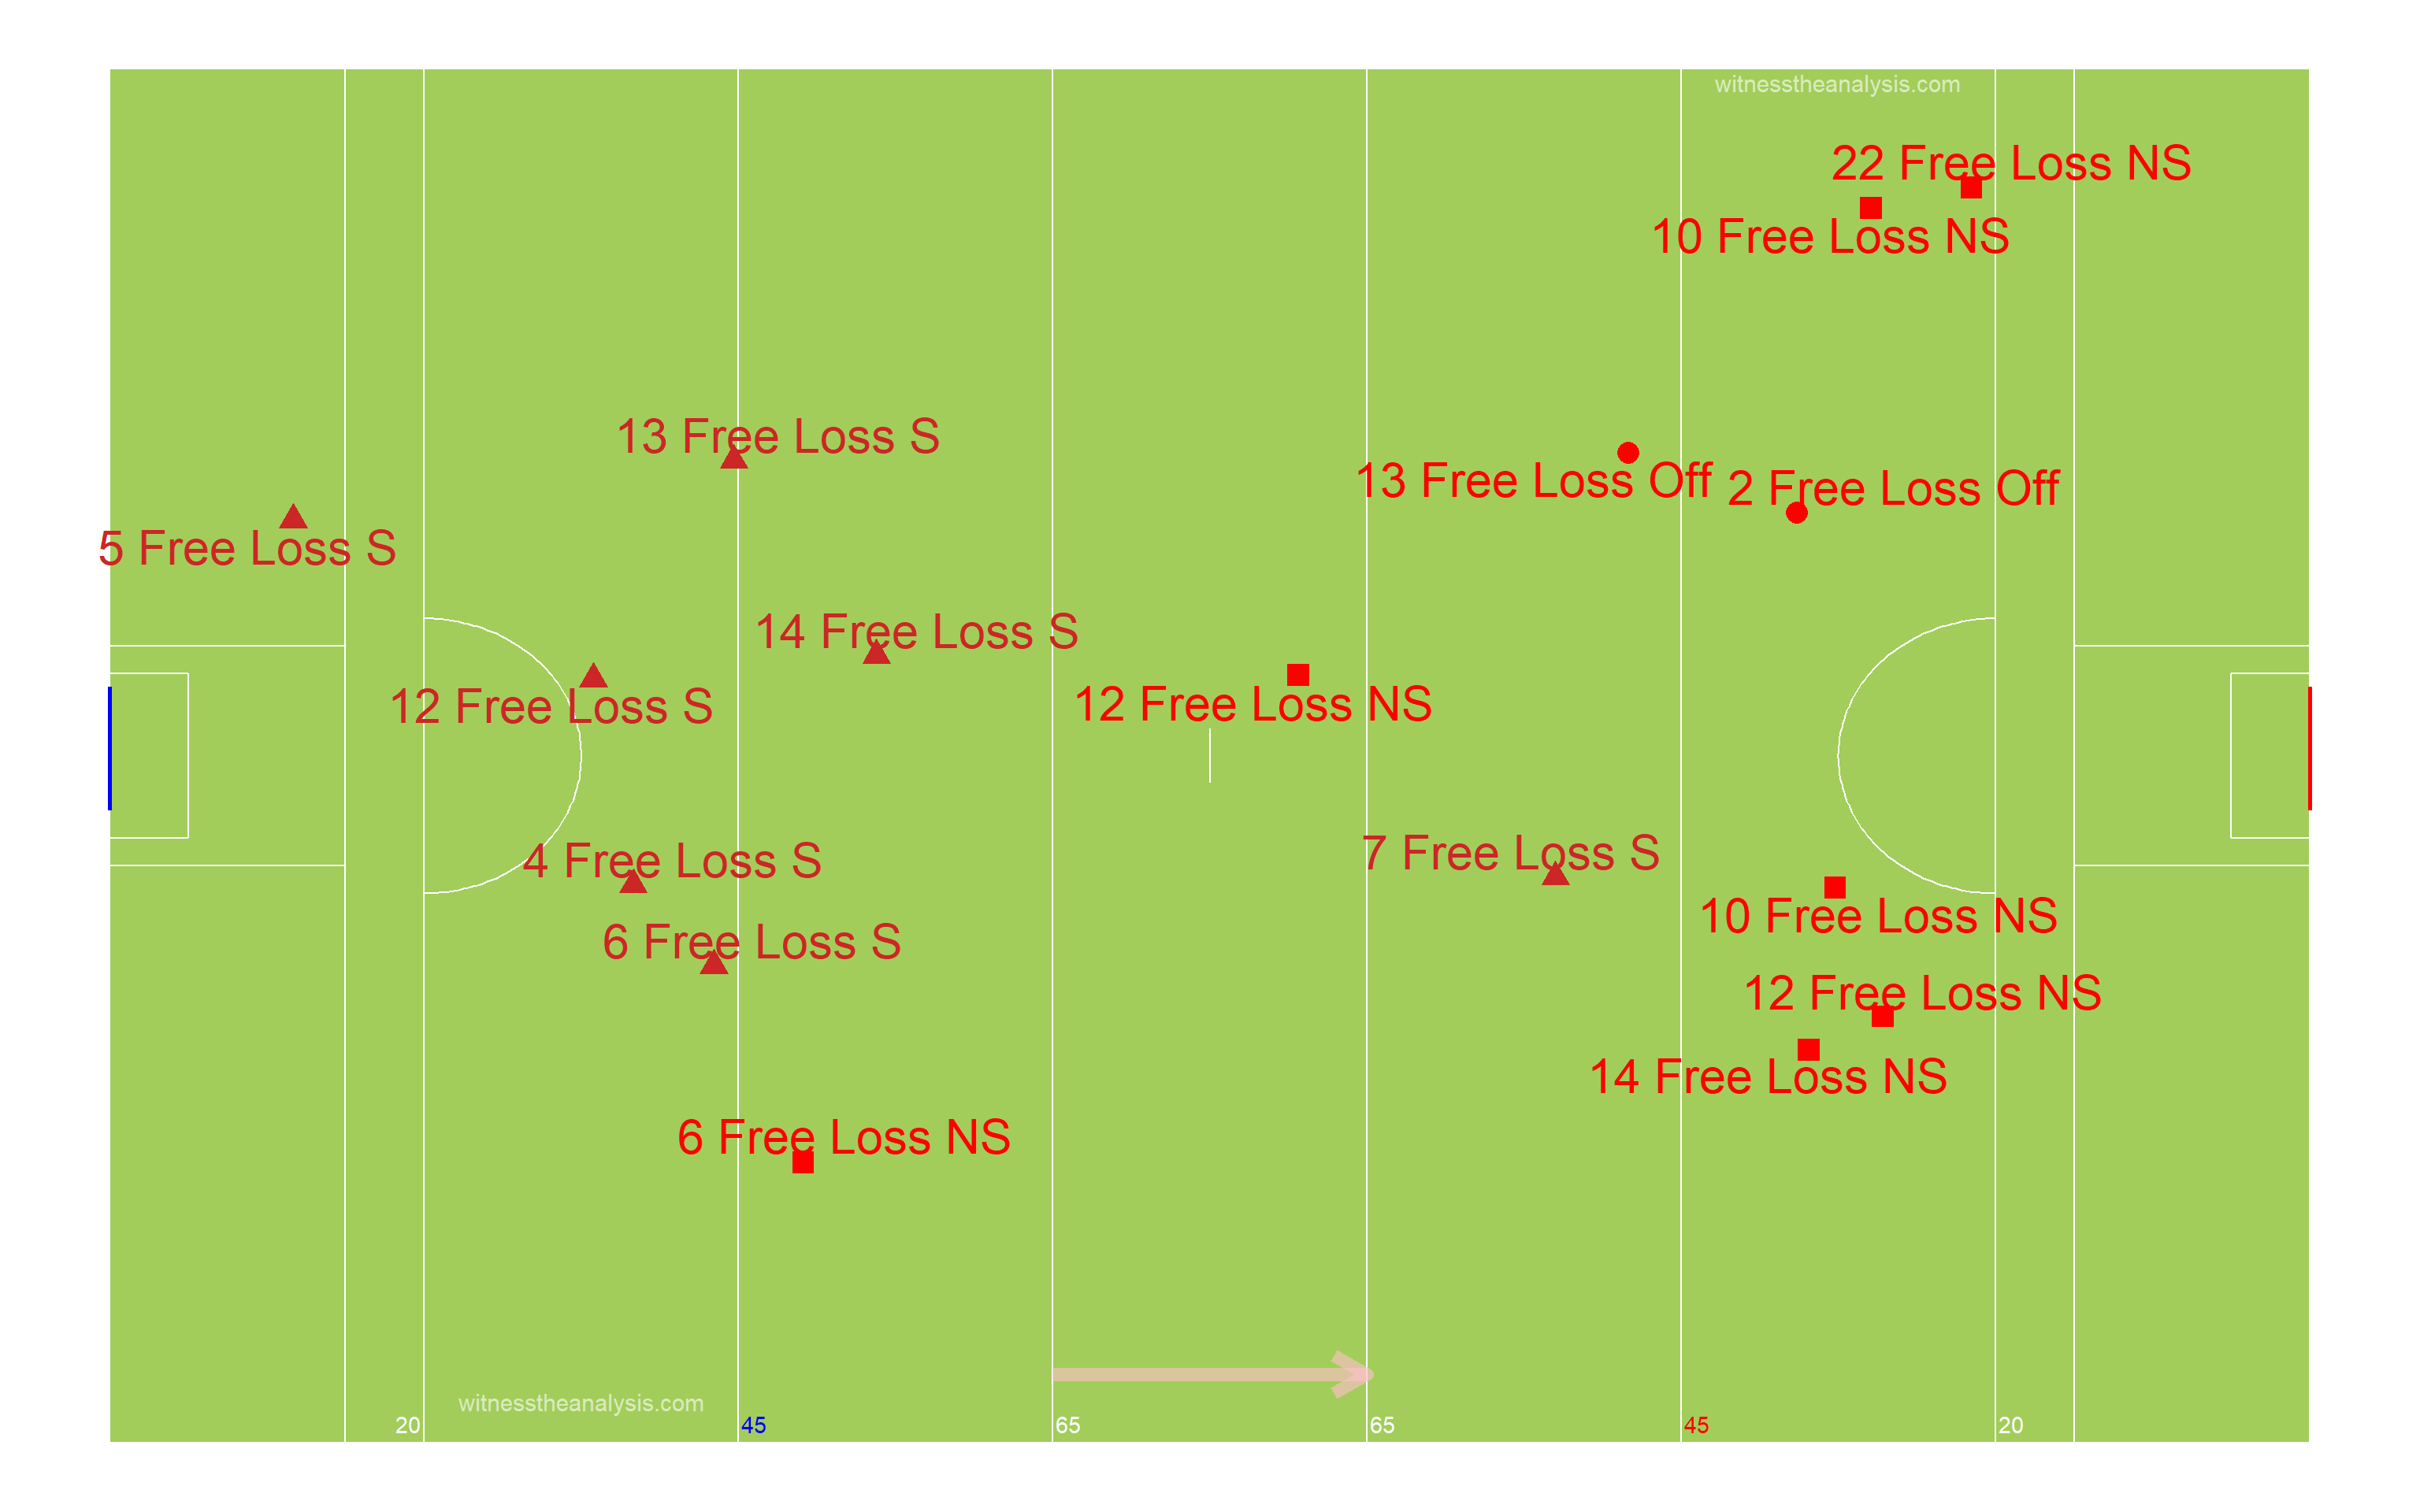 witnesstheanalysis.com
22 Free Loss NS
10 Free Loss NS
13 Free Loss S
13 Free Loss Off
2 Free Loss Off
5 Free Loss S
14 Free Loss S
12 Free Loss S
12 Free Loss NS
7 Free Loss S
4 Free Loss S
10 Free Loss NS
6 Free Loss S
12 Free Loss NS
14 Free Loss NS
6 Free Loss NS
witnesstheanalysis.com
20
45
65
65
45
20